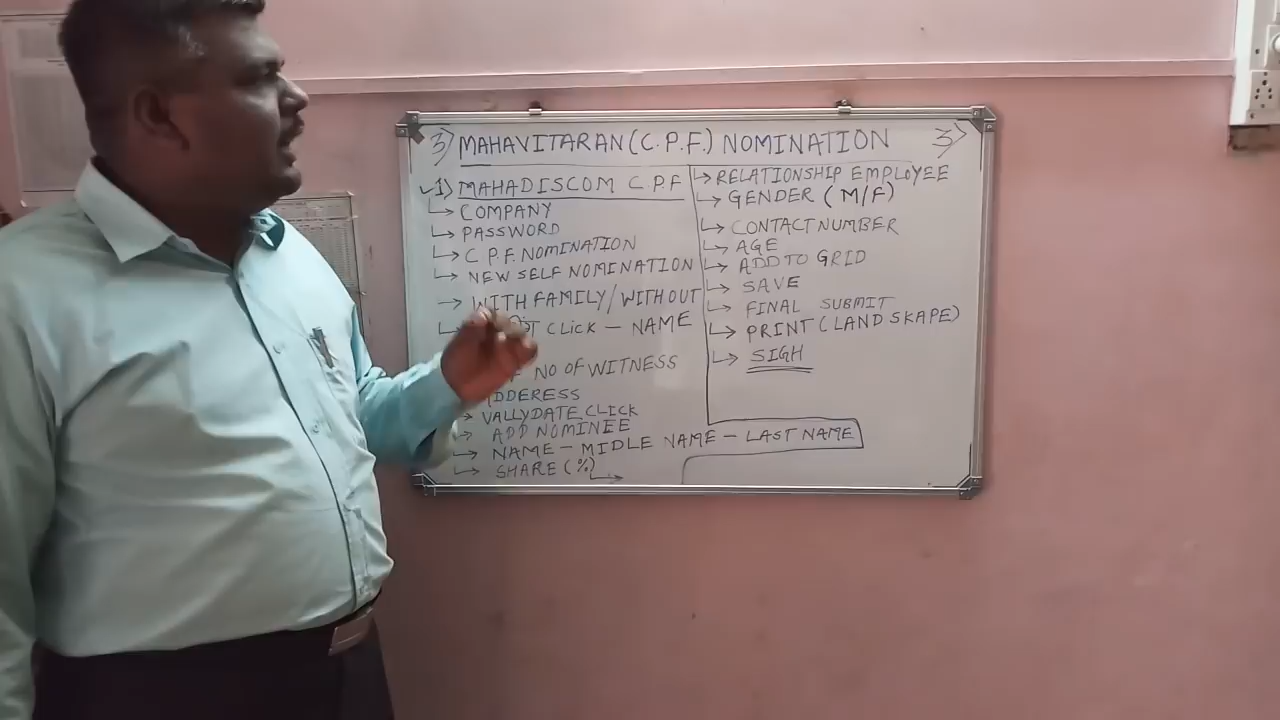 3) MAHAVITARAN (C.P.F.) NOMINATION 3)
✓1) MAHADISCOM C.P.F
↳ COMPANY
↳ PASSWORD
↳ C.P.F. NOMINATION
↳ NEW SELF NOMINATION
→ WITH FAMILY/WITHOUT
CLICK – NAME
NO OF WITNESS
DDERESS
→ VALLYDATE CLICK
↳ ADD NOMINEE
↳ NAME – MIDLE NAME – LAST NAME
↳ SHARE (%)
↳ RELATIONSHIP EMPLOYEE
↳ GENDER (M/F)
↳ CONTACT NUMBER
↳ AGE
↳ ADD TO GRID
↳ SAVE
↳ FINAL SUBMIT
↳ PRINT (LAND SKAPE)
↳ SIGH